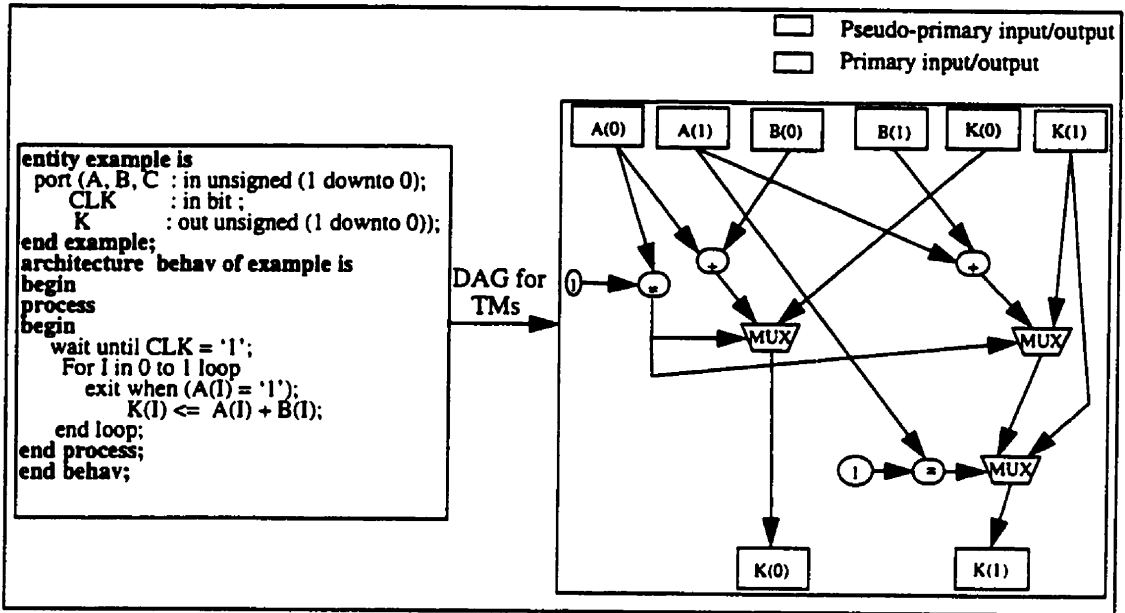 Pseudo-primary input/output
Primary input/output
entity example is
port (A, B, C : in unsigned (1 downto 0);
CLK : in bit ;
K : out unsigned (1 downto 0));
end example;
architecture behav of example is
begin
process
begin
wait until CLK = ‘1’;
For I in 0 to 1 loop
exit when (A(I) = ‘1’);
K(I) <= A(I) + B(I);
end loop;
end process;
end behav;
DAG for
TMs
A(0) A(1) B(0) B(1) K(0) K(1)
+ +
1 =
MUX MUX
1 = MUX
K(0) K(1)